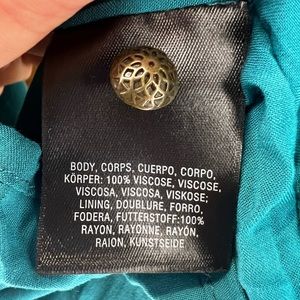 BODY, CORPS, CUERPO, CORPO,
KÖRPER: 100% VISCOSE, VISCOSE,
VISCOSA, VISCOSA, VISKOSE;
LINING, DOUBLURE, FORRO,
FODERA, FUTTERSTOFF:100%
RAYON, RAYONNE, RAYÓN,
RAION, KUNSTSEIDE